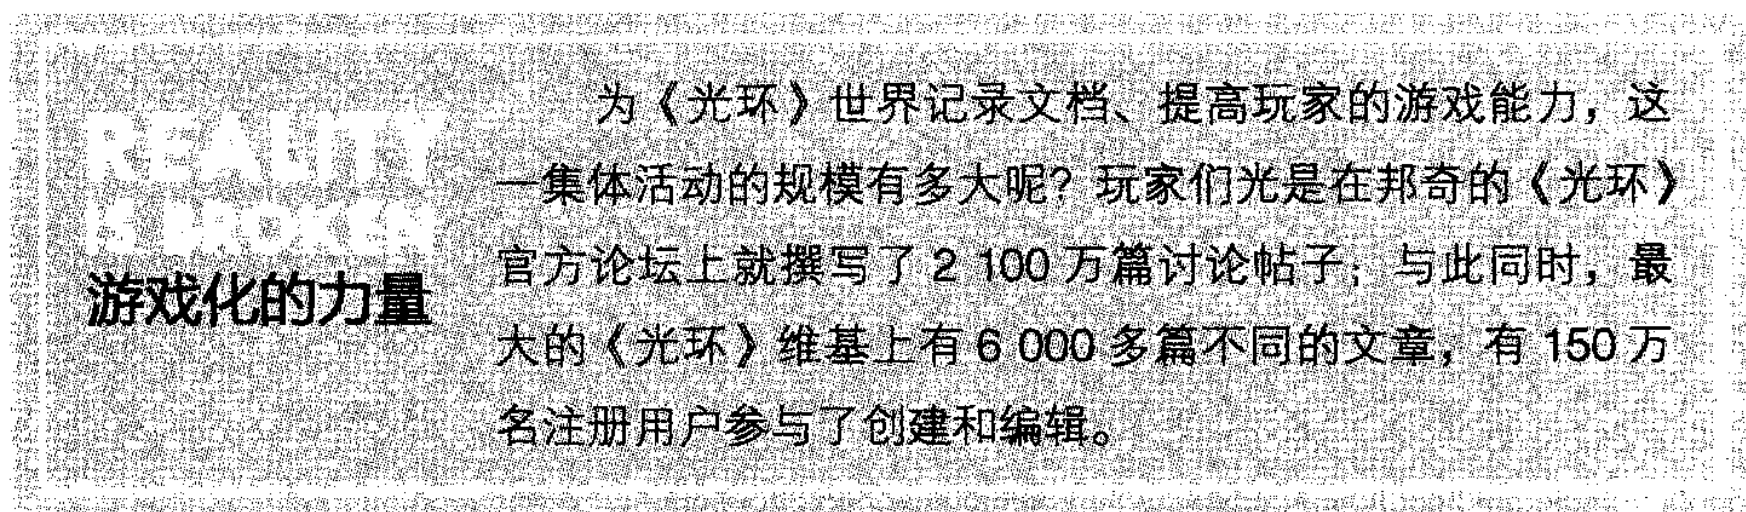 REALITY
IS BROKEN
游戏化的力量
为《光环》世界记录文档、提高玩家的游戏能力，这
一集体活动的规模有多大呢？玩家们光是在邦奇的《光环》
官方论坛上就撰写了 2 100 万篇讨论帖子；与此同时，最
大的《光环》维基上有 6 000 多篇不同的文章，有 150 万
名注册用户参与了创建和编辑。